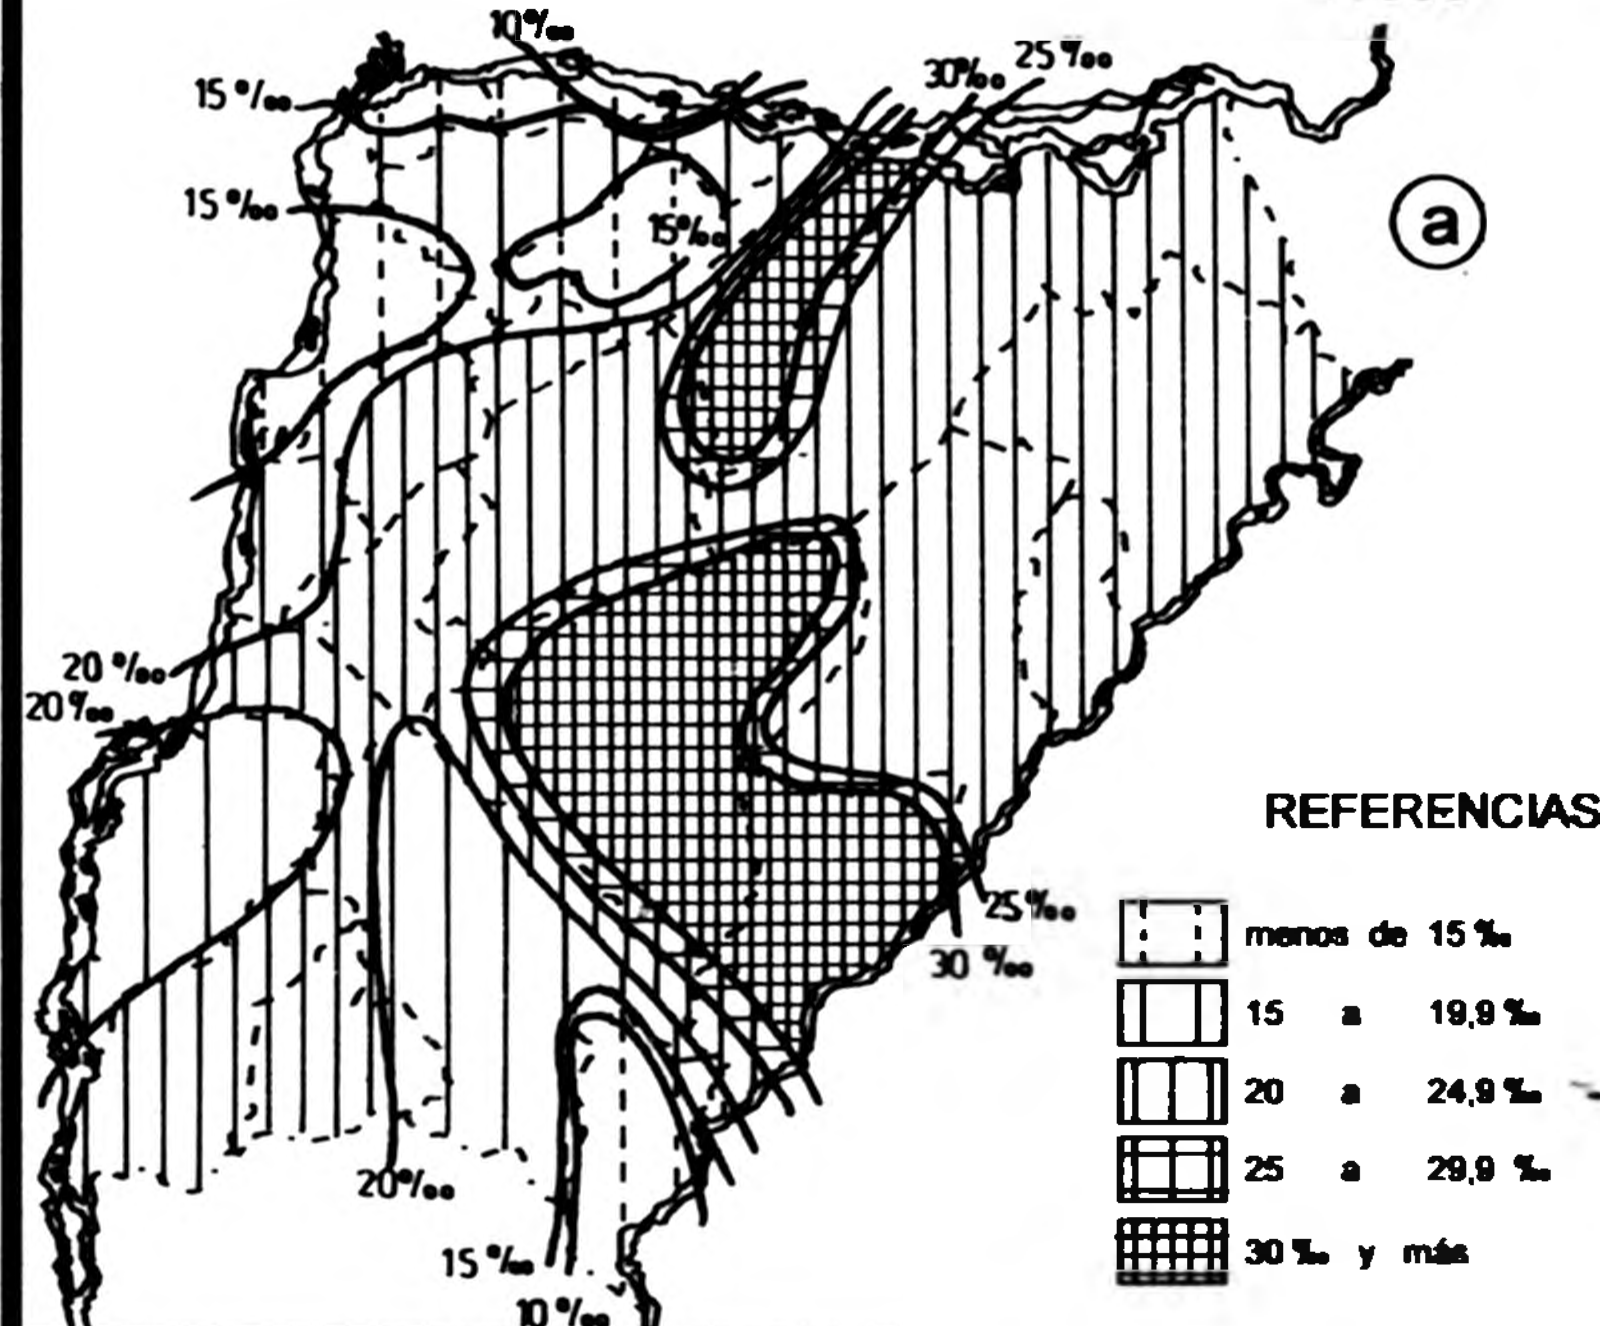 10 ‰
30 ‰
25 ‰
15 ‰
15 ‰
15 ‰
a
20 ‰
20 ‰
REFERENCIAS
25 ‰
30 ‰
menos de 15 ‰
15 a 19,9 ‰
20 a 24,9 ‰
25 a 29,9 ‰
30 ‰ y más
20 ‰
15 ‰
10 ‰